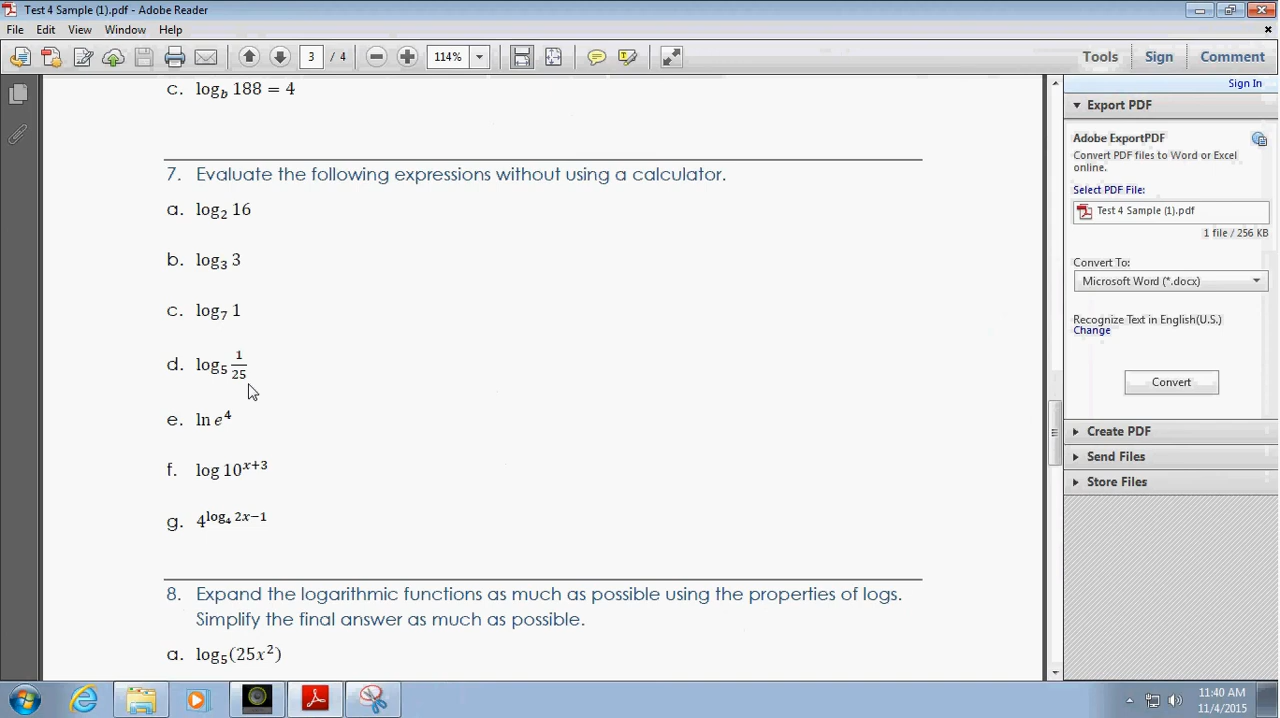 Test 4 Sample (1).pdf - Adobe Reader
File Edit View Window Help
3 / 4 114% Tools Sign Comment
Sign In
Export PDF
Adobe ExportPDF
Convert PDF files to Word or Excel
online.
Select PDF File:
Test 4 Sample (1).pdf
1 file / 256 KB
Convert To:
Microsoft Word (*.docx)
Recognize Text in English(U.S.)
Change
Convert
Create PDF
Send Files
Store Files
c. log_b 188 = 4
7. Evaluate the following expressions without using a calculator.
a. log₂ 16
b. log₃ 3
c. log₇ 1
d. log₅ 1/25
e. ln e⁴
f. log 10^(x+3)
g. 4^(log₄ 2x−1)
8. Expand the logarithmic functions as much as possible using the properties of logs.
Simplify the final answer as much as possible.
a. log₅(25x²)
11:40 AM
11/4/2015